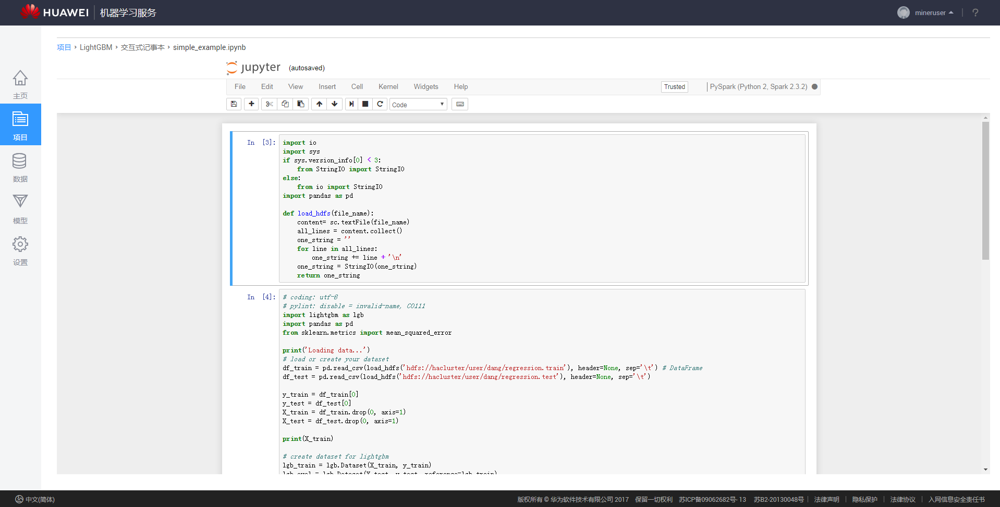 HUAWEI 机器学习服务 mineruser ?
项目 › LightGBM › 交互式记事本 › simple_example.ipynb
jupyter (autosaved)
File Edit View Insert Cell Kernel Widgets Help Trusted PySpark (Python 2, Spark 2.3.2)
Code
主页
项目
数据
模型
设置
In [3]:
import io
import sys
if sys.version_info[0] < 3:
    from StringIO import StringIO
else:
    from io import StringIO
import pandas as pd
def load_hdfs(file_name):
    content= sc.textFile(file_name)
    all_lines = content.collect()
    one_string = ''
    for line in all_lines:
        one_string += line + '\n'
    one_string = StringIO(one_string)
    return one_string
In [4]:
# coding: utf-8
# pylint: disable = invalid-name, C0111
import lightgbm as lgb
import pandas as pd
from sklearn.metrics import mean_squared_error
print('Loading data...')
# load or create your dataset
df_train = pd.read_csv(load_hdfs('hdfs://hacluster/user/dang/regression.train'), header=None, sep='\t') # DataFrame
df_test = pd.read_csv(load_hdfs('hdfs://hacluster/user/dang/regression.test'), header=None, sep='\t')
y_train = df_train[0]
y_test = df_test[0]
X_train = df_train.drop(0, axis=1)
X_test = df_test.drop(0, axis=1)
print(X_train)
# create dataset for lightgbm
lgb_train = lgb.Dataset(X_train, y_train)
lgb_eval = lgb.Dataset(X_test, y_test, reference=lgb_train)
中文(简体) 版权所有 © 华为软件技术有限公司 2017 保留一切权利 苏ICP备09062682号- 13 苏B2-20130048号 | 法律声明 | 隐私保护 | 法律协议 | 入网信息安全责任书